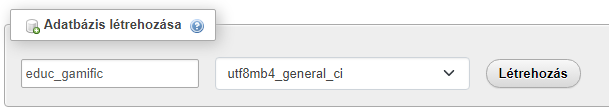 Adatbázis létrehozása
educ_gamific
utf8mb4_general_ci
Létrehozás